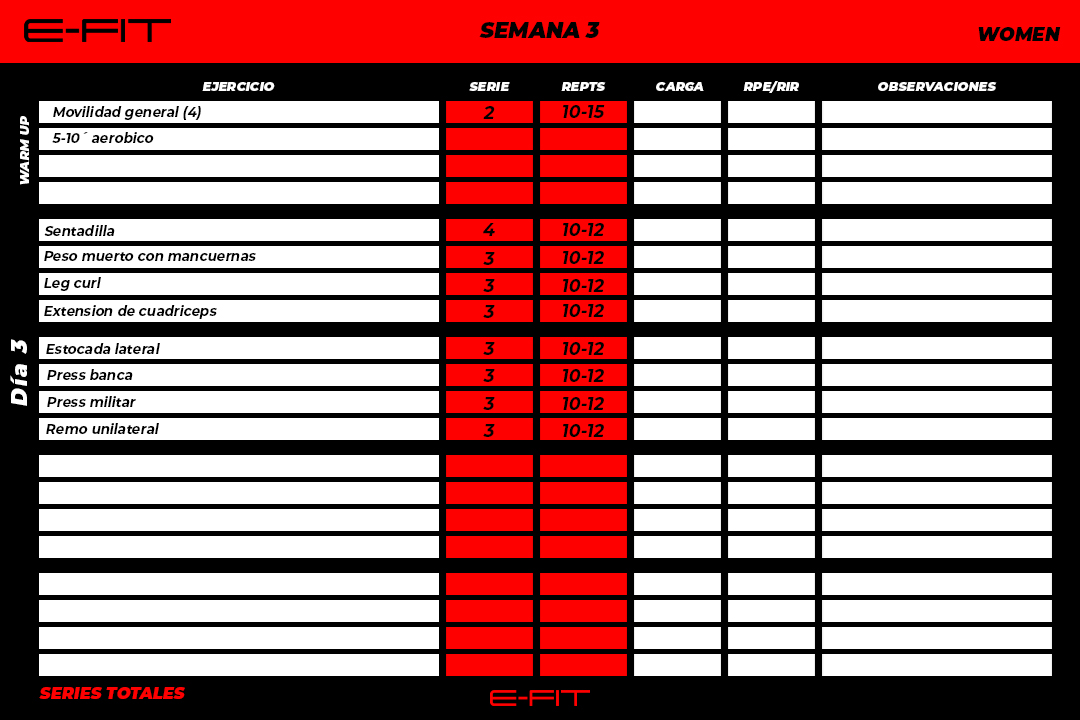 E-FIT
SEMANA 3
WOMEN
EJERCICIO SERIE REPTS CARGA RPE/RIR OBSERVACIONES
WARM UP
Movilidad general (4) 2 10-15
5-10´ aerobico
Día 3
Sentadilla 4 10-12
Peso muerto con mancuernas 3 10-12
Leg curl 3 10-12
Extension de cuadriceps 3 10-12
Estocada lateral 3 10-12
Press banca 3 10-12
Press militar 3 10-12
Remo unilateral 3 10-12
SERIES TOTALES
E-FIT